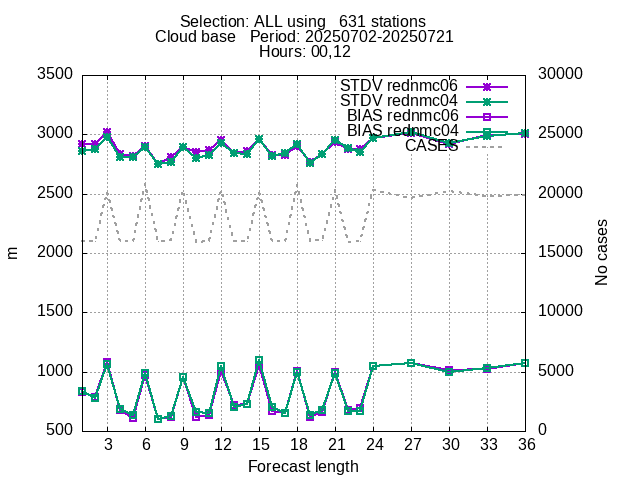 Selection: ALL using   631 stations
Cloud base   Period: 20250702-20250721
Hours: 00,12
3500
3000
2500
2000
1500
1000
500
m
30000
25000
20000
15000
10000
5000
0
No cases
STDV rednmc06
STDV rednmc04
BIAS rednmc06
BIAS rednmc04
CASES
3 6 9 12 15 18 21 24 27 30 33 36
Forecast length